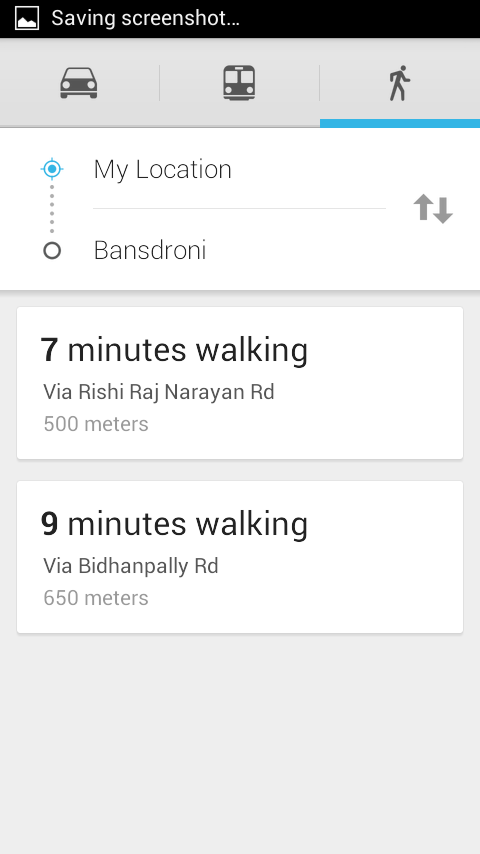 Saving screenshot...
My Location
Bansdroni
7 minutes walking
Via Rishi Raj Narayan Rd
500 meters
9 minutes walking
Via Bidhanpally Rd
650 meters